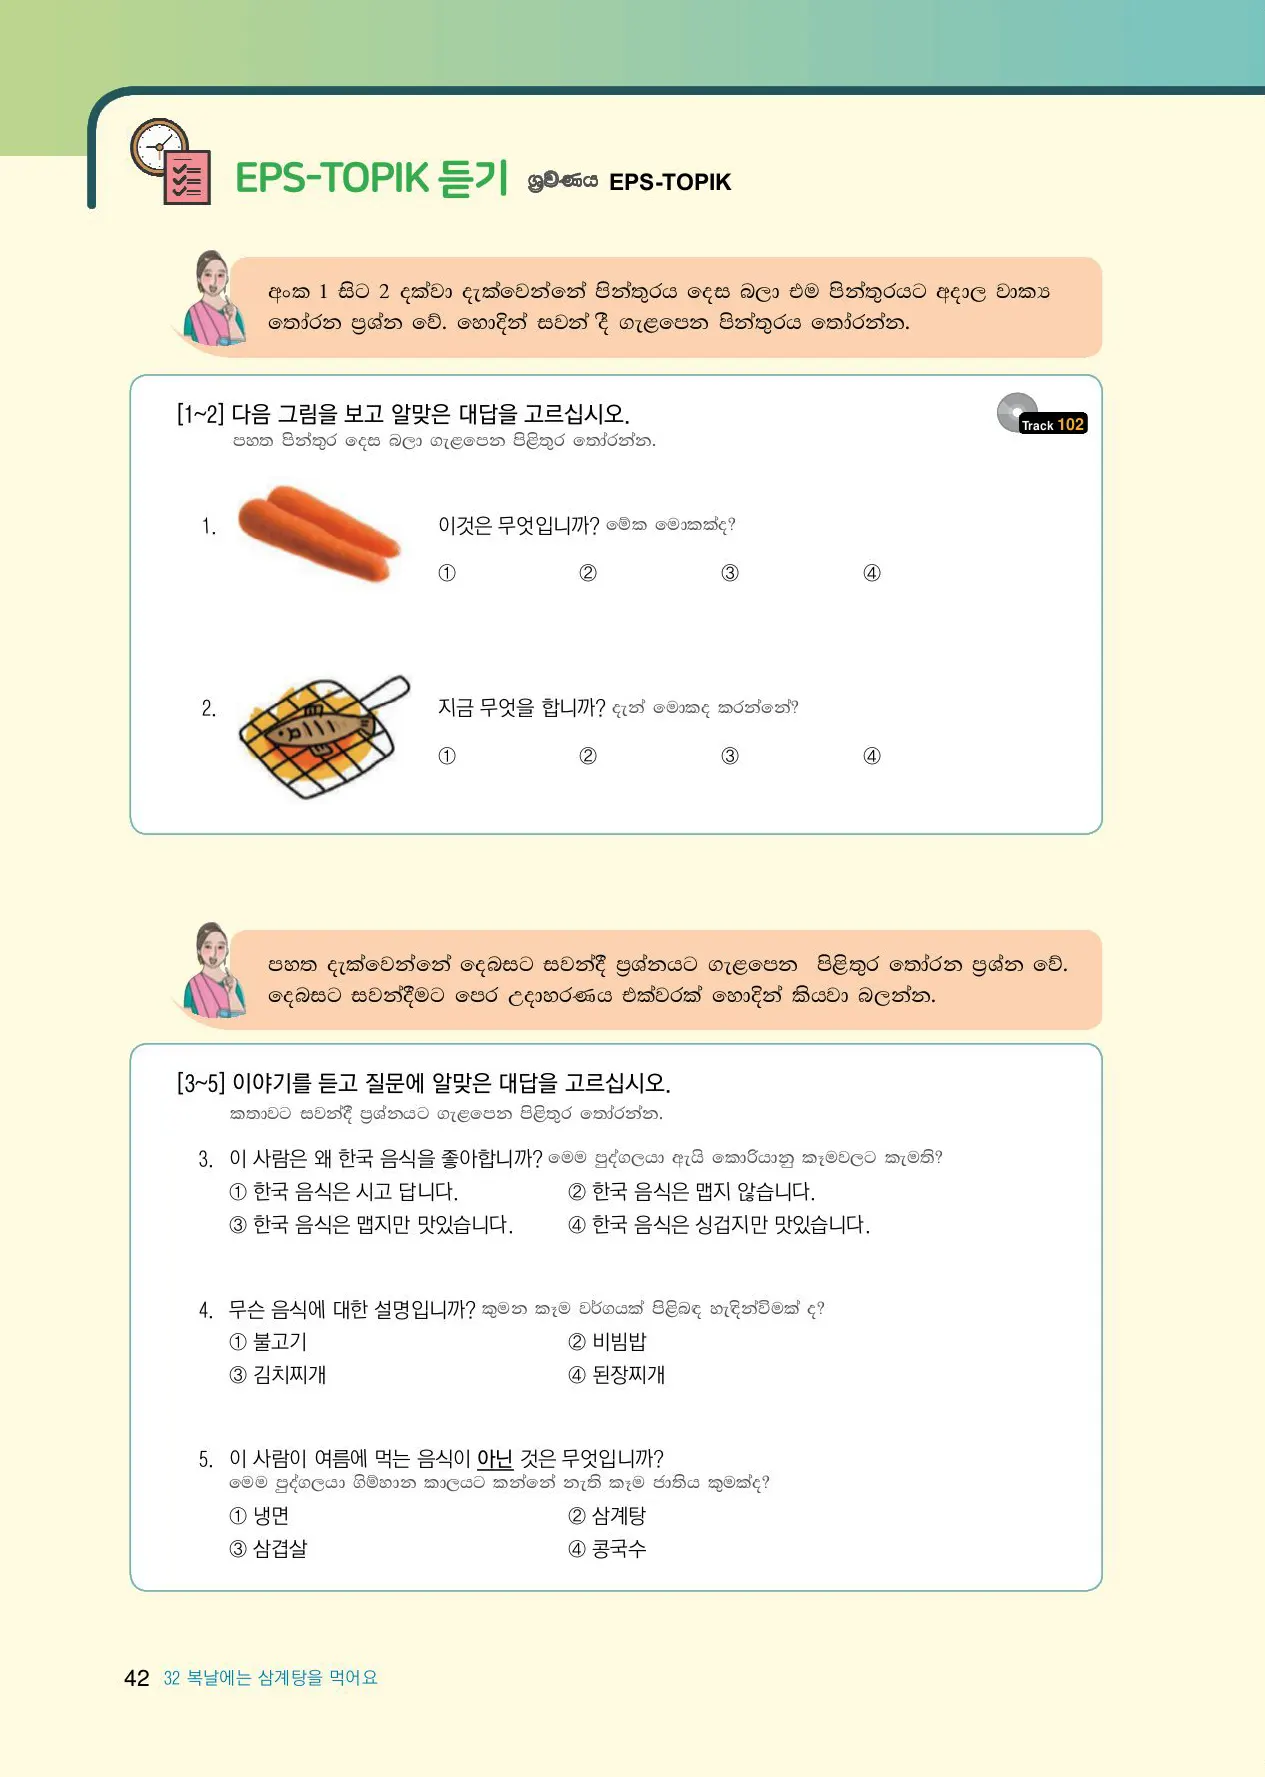 EPS-TOPIK 듣기 ශ්‍රවණය EPS-TOPIK
අංක 1 සිට 2 දක්වා දැක්වෙන්නේ පින්තුරය දෙස බලා එම පින්තුරයට අදාල වාක්‍ය
තෝරන ප්‍රශ්න වේ. හොදින් සවන් දී ගැළපෙන පින්තුරය තෝරන්න.
[1~2] 다음 그림을 보고 알맞은 대답을 고르십시오.
Track 102
පහත පින්තුර දෙස බලා ගැළපෙන පිළිතුර තෝරන්න.
1. 이것은 무엇입니까? මේක මොකක්ද?
① ② ③ ④
2. 지금 무엇을 합니까? දැන් මොකද කරන්නේ?
① ② ③ ④
පහත දැක්වෙන්නේ දෙබසට සවන්දී ප්‍රශ්නයට ගැළපෙන පිළිතුර තෝරන ප්‍රශ්න වේ.
දෙබසට සවන්දීමට පෙර උදාහරණය එක්වරක් හොදින් කියවා බලන්න.
[3~5] 이야기를 듣고 질문에 알맞은 대답을 고르십시오.
කතාවට සවන්දී ප්‍රශ්නයට ගැළපෙන පිළිතුර තෝරන්න.
3. 이 사람은 왜 한국 음식을 좋아합니까? මෙම පුද්ගලයා ඇයි කොරියානු කෑමවලට කැමති?
① 한국 음식은 시고 답니다. ② 한국 음식은 맵지 않습니다.
③ 한국 음식은 맵지만 맛있습니다. ④ 한국 음식은 싱겁지만 맛있습니다.
4. 무슨 음식에 대한 설명입니까? කුමන කෑම වර්ගයක් පිළිබඳ හැඳින්වීමක් ද?
① 불고기 ② 비빔밥
③ 김치찌개 ④ 된장찌개
5. 이 사람이 여름에 먹는 음식이 아닌 것은 무엇입니까?
මෙම පුද්ගලයා ගිම්හාන කාලයට කන්නේ නැති කෑම ජාතිය කුමක්ද?
① 냉면 ② 삼계탕
③ 삼겹살 ④ 콩국수
42 32 복날에는 삼계탕을 먹어요